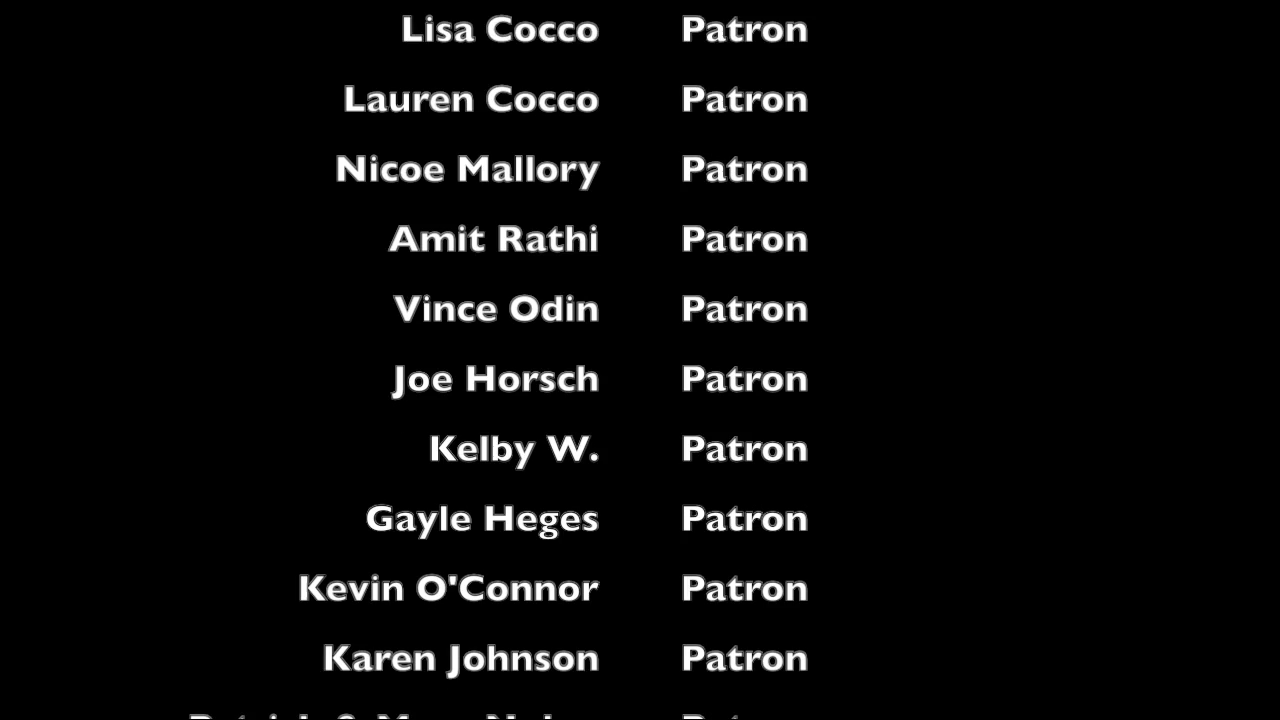 Lisa Cocco Patron
Lauren Cocco Patron
Nicoe Mallory Patron
Amit Rathi Patron
Vince Odin Patron
Joe Horsch Patron
Kelby W. Patron
Gayle Heges Patron
Kevin O'Connor Patron
Karen Johnson Patron